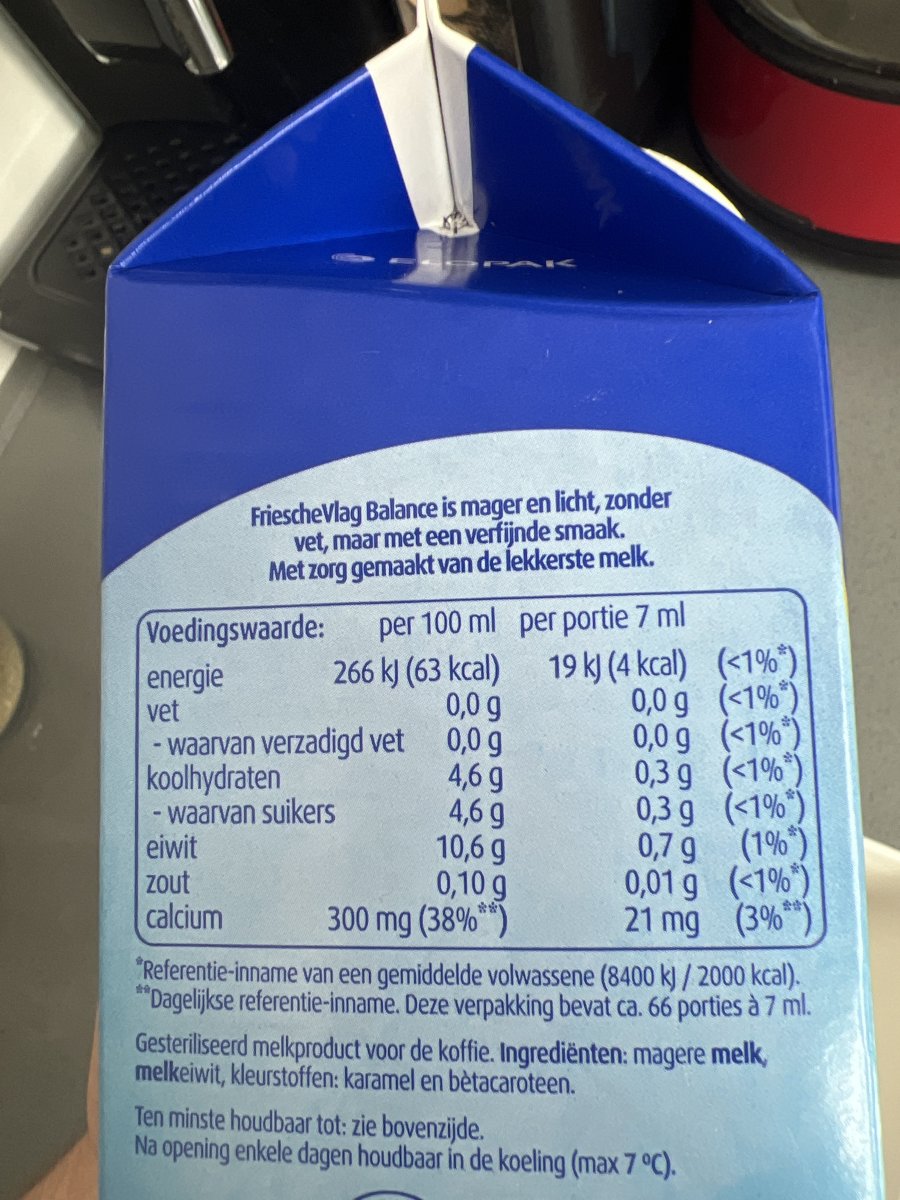 ELOPAK
FriescheVlag Balance is mager en licht, zonder
vet, maar met een verfijnde smaak.
Met zorg gemaakt van de lekkerste melk.
Voedingswaarde: per 100 ml per portie 7 ml
energie 266 kJ (63 kcal) 19 kJ (4 kcal) (<1%*)
vet 0,0 g 0,0 g (<1%*)
- waarvan verzadigd vet 0,0 g 0,0 g (<1%*)
koolhydraten 4,6 g 0,3 g (<1%*)
- waarvan suikers 4,6 g 0,3 g (<1%*)
eiwit 10,6 g 0,7 g (1%*)
zout 0,10 g 0,01 g (<1%*)
calcium 300 mg (38%**) 21 mg (3%**)
*Referentie-inname van een gemiddelde volwassene (8400 kJ / 2000 kcal).
**Dagelijkse referentie-inname. Deze verpakking bevat ca. 66 porties à 7 ml.
Gesteriliseerd melkproduct voor de koffie. Ingrediënten: magere melk,
melkeiwit, kleurstoffen: karamel en bètacaroteen.
Ten minste houdbaar tot: zie bovenzijde.
Na opening enkele dagen houdbaar in de koeling (max 7 ºC).